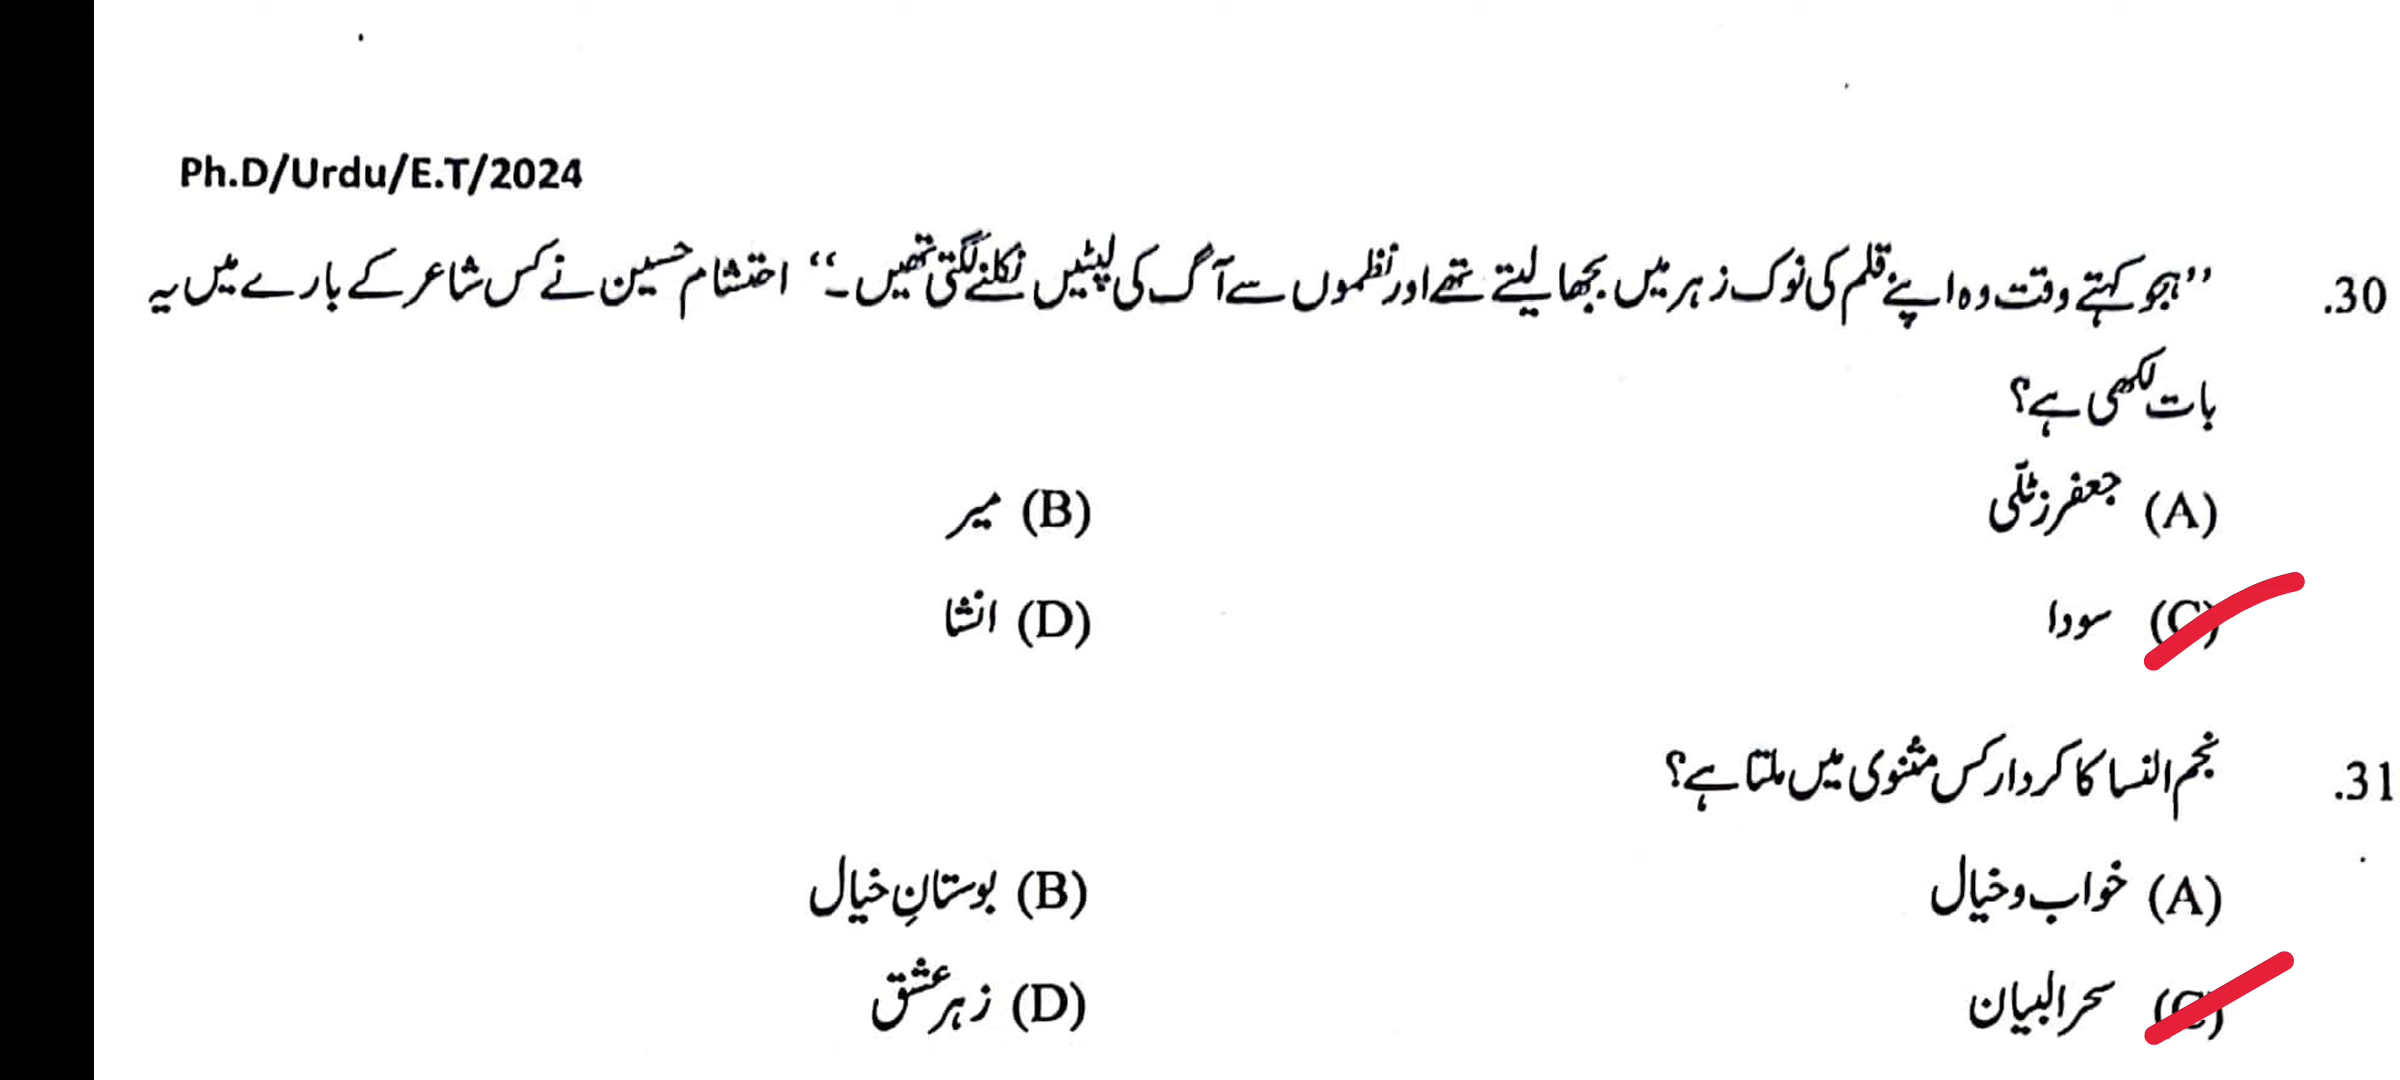 Ph.D/Urdu/E.T/2024
30. ’’ہجو کہتے وقت وہ اپنے قلم کی نوک زہر میں بجھا لیتے تھے اور نظموں سے آگ کی لپٹیں نکلنے لگتی تھیں۔‘‘ احتشام حسین نے کس شاعر کے بارے میں یہ
بات لکھی ہے؟
(A) جعفر زٹلّی (B) میر
(C) سودا (D) انشا
31. نجم النسا کا کردار کس مثنوی میں ملتا ہے؟
(A) خواب و خیال (B) بوستانِ خیال
(C) سحرالبیان (D) زہر عشق